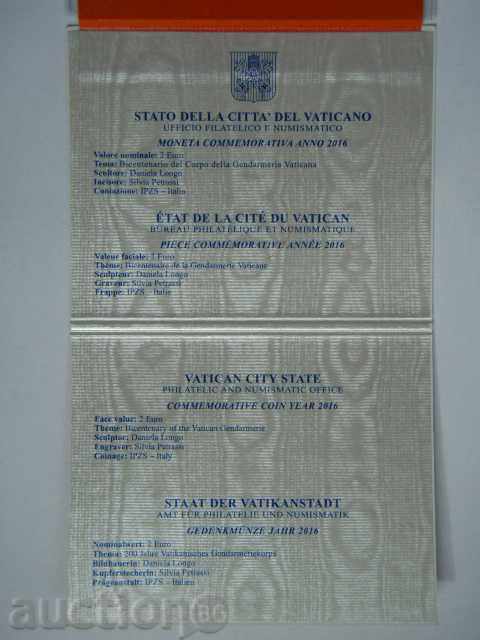 STATO DELLA CITTA' DEL VATICANO
UFFICIO FILATELICO E NUMISMATICO
MONETA COMMEMORATIVA ANNO 2016
Valore nominale: 2 Euro
Tema: Bicentenario del Corpo della Gendarmeria Vaticana
Scultore: Daniela Longo
Incisore: Silvia Petrassi
Coniazione: IPZS – Italia
ÉTAT DE LA CITÉ DU VATICAN
BUREAU PHILATÉLIQUE ET NUMISMATIQUE
PIÈCE COMMÉMORATIVE ANNÉE 2016
Valeur faciale: 2 Euro
Thème: Bicentenaire de la Gendarmerie Vaticane
Sculpteur: Daniela Longo
Graveur: Silvia Petrassi
Frappe: IPZS – Italie
VATICAN CITY STATE
PHILATELIC AND NUMISMATIC OFFICE
COMMEMORATIVE COIN YEAR 2016
Face value: 2 Euro
Theme: Bicentenary of the Vatican Gendarmerie
Sculptor: Daniela Longo
Engraver: Silvia Petrassi
Coinage: IPZS – Italy
STAAT DER VATIKANSTADT
AMT FÜR PHILATELIE UND NUMISMATIK
GEDENKMÜNZE JAHR 2016
Nominalwert: 2 Euro
Thema: 200 Jahre Vatikanisches Gendarmeriekorps
Bildhauerin: Daniela Longo
Kupferstecherin: Silvia Petrassi
Prägeanstalt: IPZS – Italien
auctionata BG